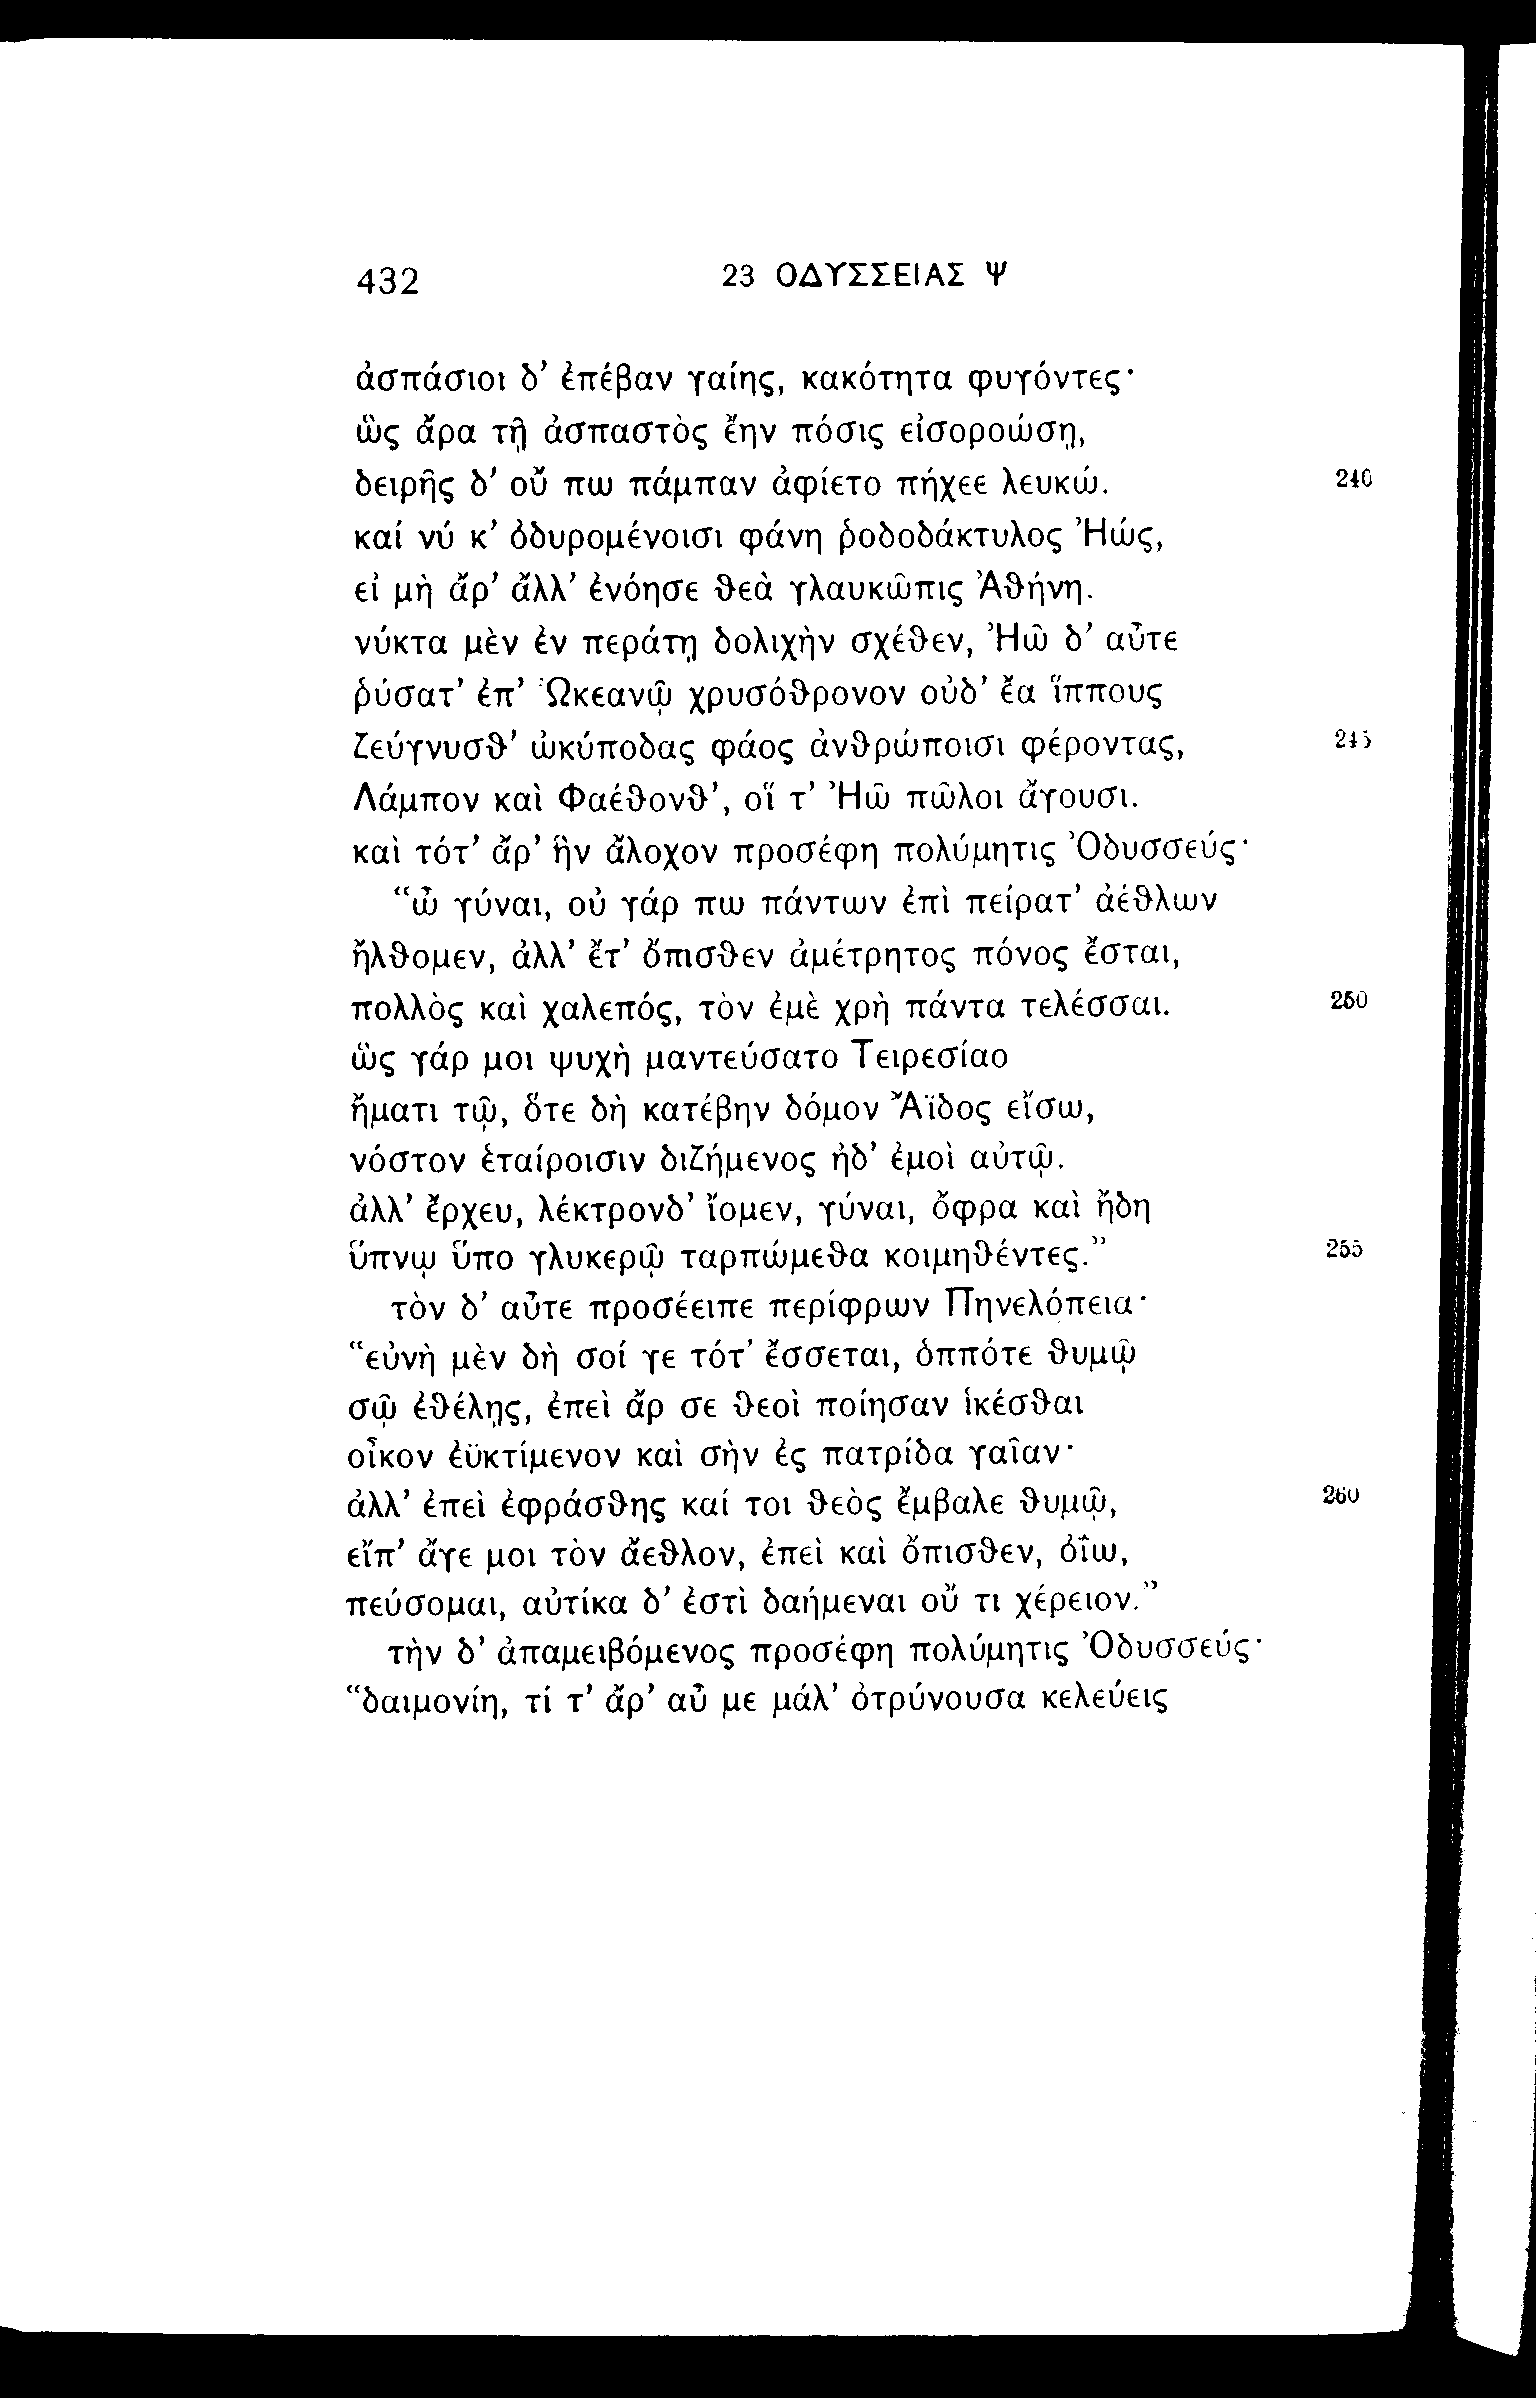 432 23 ΟΔΥΣΣΕΙΑΣ Ψ
ἀσπάσιοι δ’ ἐπέβαν γαίης, κακότητα φυγόντες·
ὣς ἄρα τῇ ἀσπαστὸς ἔην πόσις εἰσοροώσῃ,
δειρῆς δ’ οὔ πω πάμπαν ἀφίετο πήχεε λευκώ. 240
καί νύ κ’ ὀδυρομένοισι φάνη ῥοδοδάκτυλος Ἠώς,
εἰ μὴ ἄρ’ ἄλλ’ ἐνόησε θεὰ γλαυκῶπις Ἀθήνη.
νύκτα μὲν ἐν περάτῃ δολιχὴν σχέθεν, Ἠῶ δ’ αὖτε
ῥύσατ’ ἐπ’ Ὠκεανῷ χρυσόθρονον οὐδ’ ἔα ἵππους
ζεύγνυσθ’ ὠκύποδας φάος ἀνθρώποισι φέροντας, 245
Λάμπον καὶ Φαέθονθ’, οἵ τ’ Ἠῶ πῶλοι ἄγουσι.
καὶ τότ’ ἄρ’ ἣν ἄλοχον προσέφη πολύμητις Ὀδυσσεύς·
“ὦ γύναι, οὐ γάρ πω πάντων ἐπὶ πείρατ’ ἀέθλων
ἤλθομεν, ἀλλ’ ἔτ’ ὄπισθεν ἀμέτρητος πόνος ἔσται,
πολλὸς καὶ χαλεπός, τὸν ἐμὲ χρὴ πάντα τελέσσαι. 250
ὣς γάρ μοι ψυχὴ μαντεύσατο Τειρεσίαο
ἤματι τῷ, ὅτε δὴ κατέβην δόμον Ἄϊδος εἴσω,
νόστον ἑταίροισιν διζήμενος ἠδ’ ἐμοὶ αὐτῷ.
ἀλλ’ ἔρχευ, λέκτρονδ’ ἴομεν, γύναι, ὄφρα καὶ ἤδη
ὕπνῳ ὕπο γλυκερῷ ταρπώμεθα κοιμηθέντες.” 255
τὸν δ’ αὖτε προσέειπε περίφρων Πηνελόπεια·
“εὐνὴ μὲν δὴ σοί γε τότ’ ἔσσεται, ὁππότε θυμῷ
σῷ ἐθέλῃς, ἐπεὶ ἄρ σε θεοὶ ποίησαν ἱκέσθαι
οἶκον ἐϋκτίμενον καὶ σὴν ἐς πατρίδα γαῖαν·
ἀλλ’ ἐπεὶ ἐφράσθης καί τοι θεὸς ἔμβαλε θυμῷ, 260
εἴπ’ ἄγε μοι τὸν ἄεθλον, ἐπεὶ καὶ ὄπισθεν, ὀΐω,
πεύσομαι, αὐτίκα δ’ ἐστὶ δαήμεναι οὔ τι χέρειον.”
τὴν δ’ ἀπαμειβόμενος προσέφη πολύμητις Ὀδυσσεύς·
“δαιμονίη, τί τ’ ἄρ’ αὖ με μάλ’ ὀτρύνουσα κελεύεις